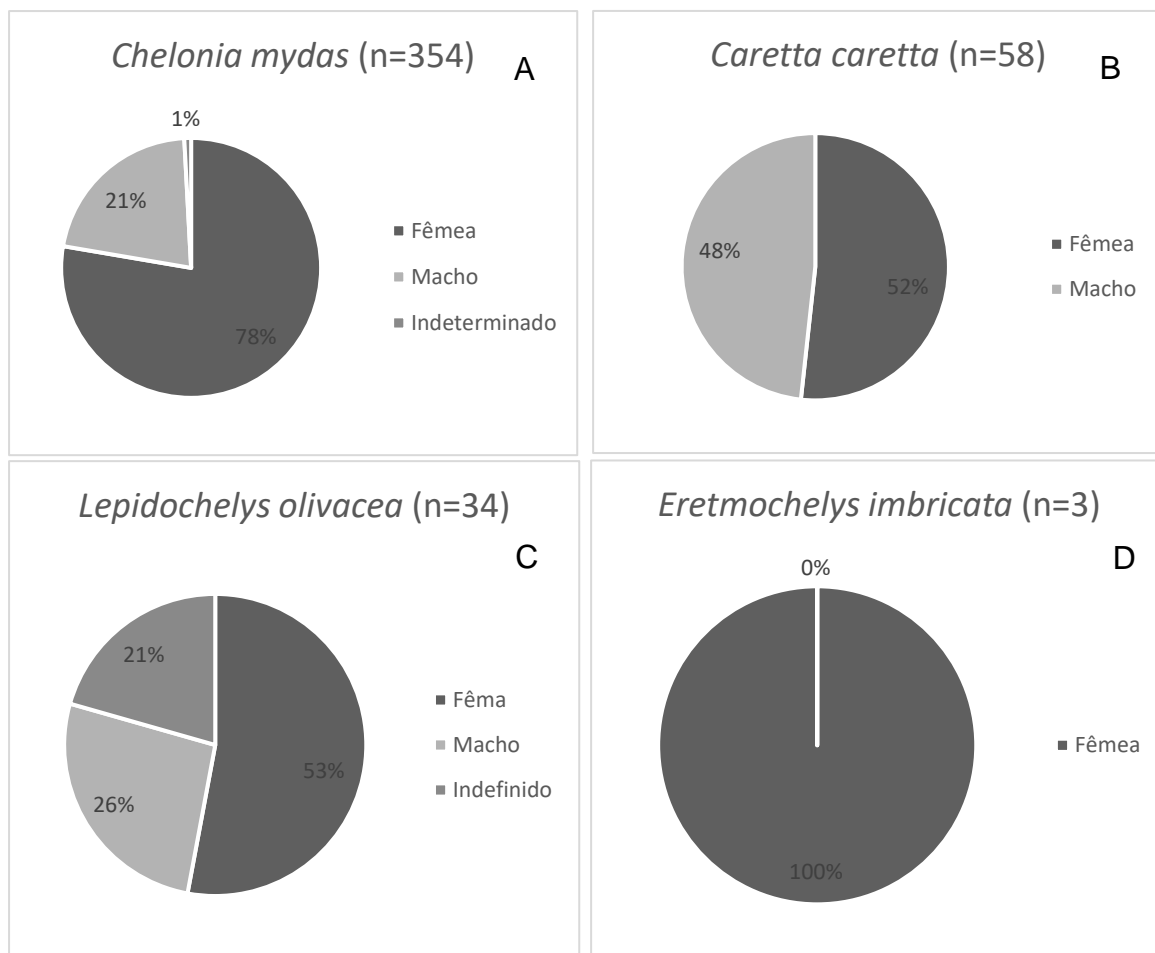 Chelonia mydas (n=354)
A
1%
21%
78%
Fêmea
Macho
Indeterminado
Caretta caretta (n=58)
B
48%
52%
Fêmea
Macho
Lepidochelys olivacea (n=34)
C
21%
26%
53%
Fêma
Macho
Indefinido
Eretmochelys imbricata (n=3)
D
0%
100%
Fêmea